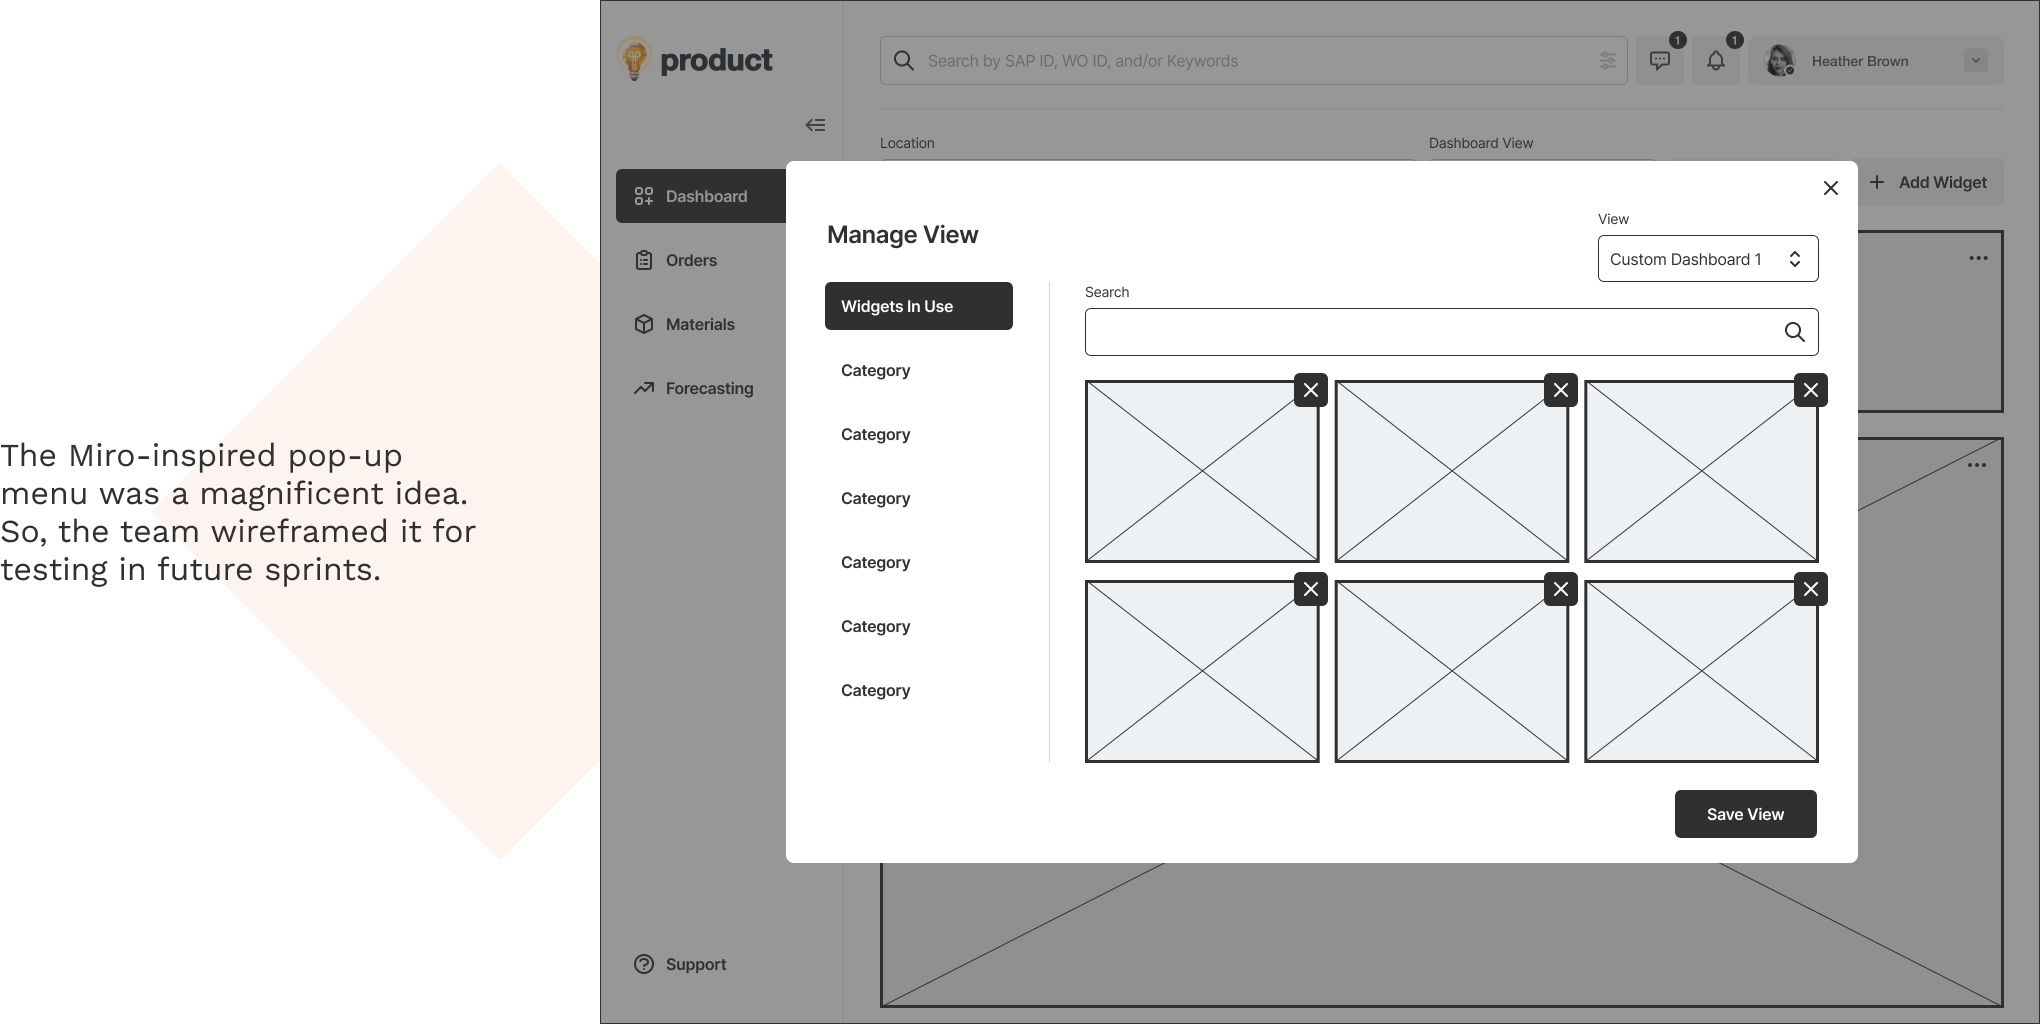 The Miro-inspired pop-up
menu was a magnificent idea.
So, the team wireframed it for
testing in future sprints.
product
Search by SAP ID, WO ID, and/or Keywords
1
1
Heather Brown
Location
Dashboard View
Add Widget
Dashboard
Orders
Materials
Forecasting
Support
Manage View
View
Custom Dashboard 1
Widgets In Use
Category
Category
Category
Category
Category
Category
Search
Save View